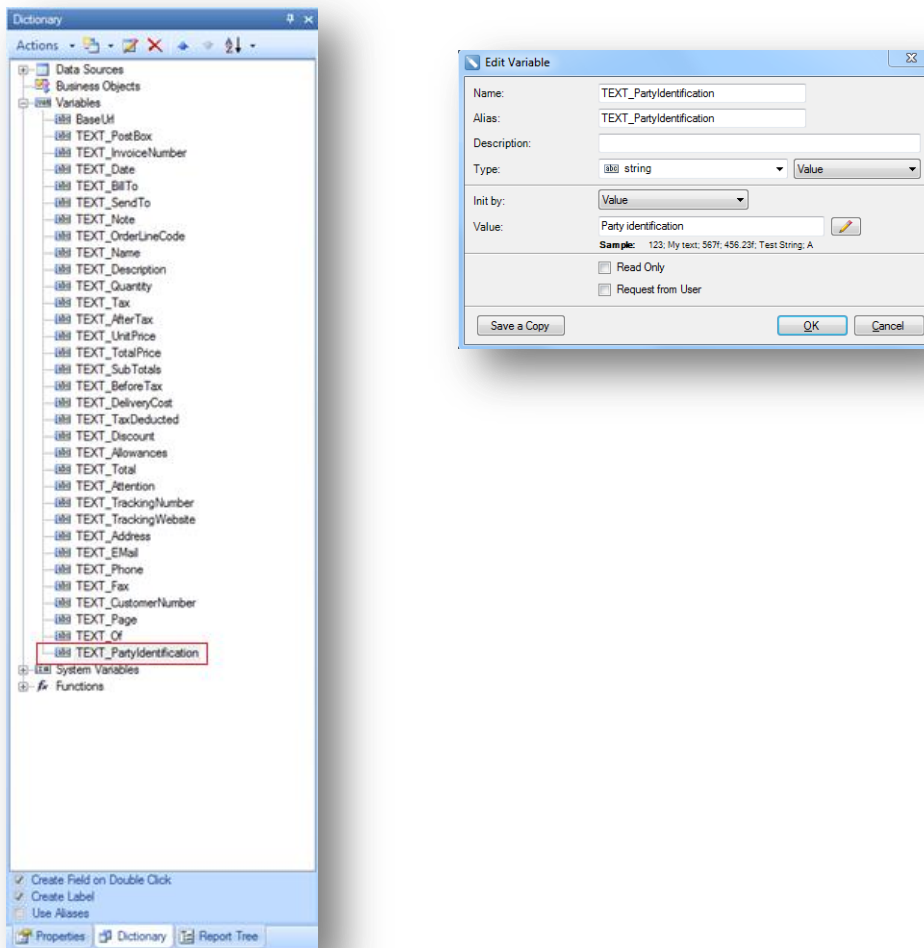 Dictionary
Actions
Data Sources
Business Objects
Variables
BaseUrl
TEXT_PostBox
TEXT_InvoiceNumber
TEXT_Date
TEXT_BillTo
TEXT_SendTo
TEXT_Note
TEXT_OrderLineCode
TEXT_Name
TEXT_Description
TEXT_Quantity
TEXT_Tax
TEXT_AfterTax
TEXT_UnitPrice
TEXT_TotalPrice
TEXT_SubTotals
TEXT_BeforeTax
TEXT_DeliveryCost
TEXT_TaxDeducted
TEXT_Discount
TEXT_Allowances
TEXT_Total
TEXT_Attention
TEXT_TrackingNumber
TEXT_TrackingWebsite
TEXT_Address
TEXT_EMail
TEXT_Phone
TEXT_Fax
TEXT_CustomerNumber
TEXT_Page
TEXT_Of
TEXT_PartyIdentification
System Variables
fx Functions
Create Field on Double Click
Create Label
Use Aliases
Properties Dictionary Report Tree
Edit Variable
Name: TEXT_PartyIdentification
Alias: TEXT_PartyIdentification
Description:
Type: abc string Value
Init by: Value
Value: Party identification
Sample: 123; My text; 567f; 456.23f; Test String; A
Read Only
Request from User
Save a Copy OK Cancel